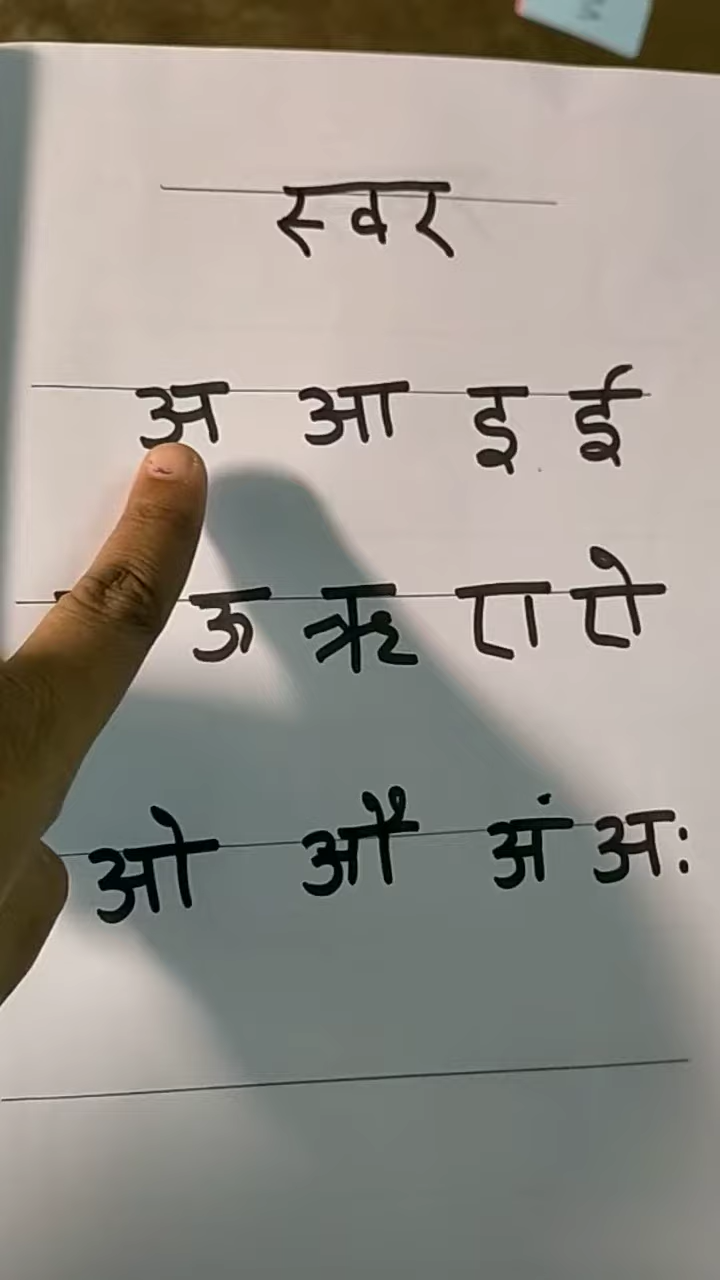 स्वर
अ आ इ ई
ऊ ऋ ए ऐ
ओ औ अं अः